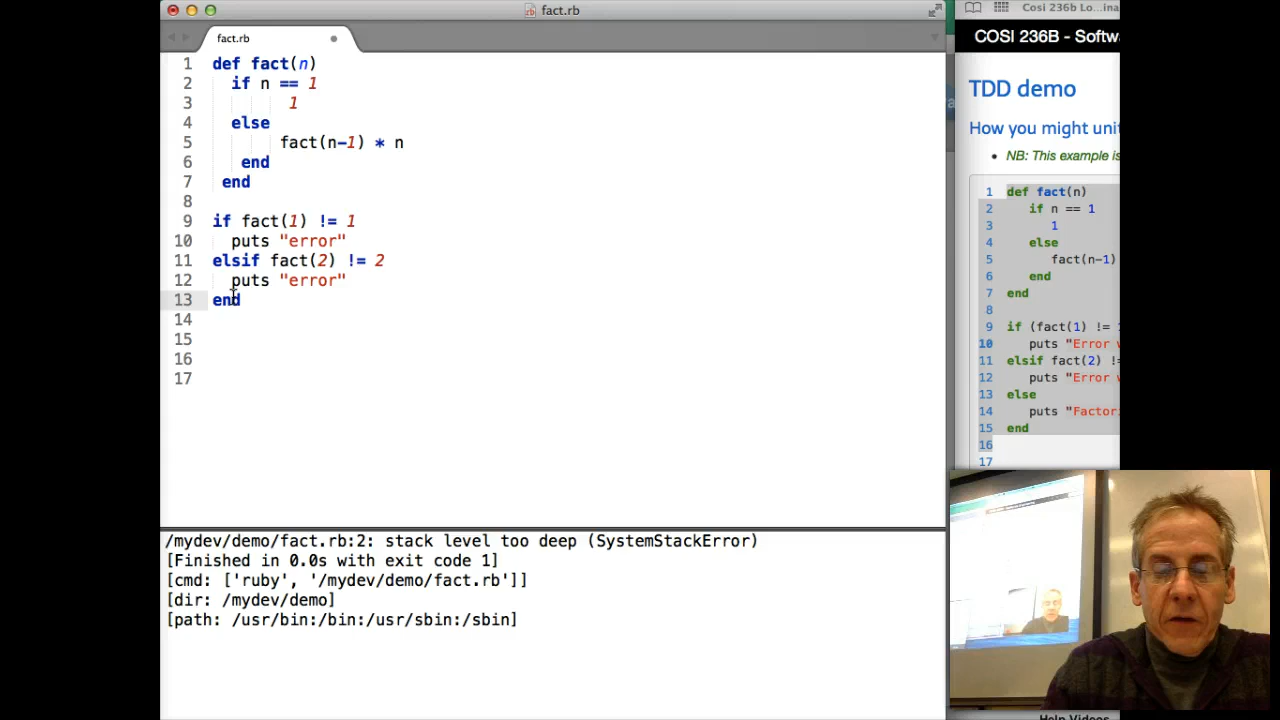 fact.rb
fact.rb
1 def fact(n)
2 if n == 1
3 1
4 else
5 fact(n-1) * n
6 end
7 end
8
9 if fact(1) != 1
10 puts "error"
11 elsif fact(2) != 2
12 puts "error"
13 end
14
15
16
17
/mydev/demo/fact.rb:2: stack level too deep (SystemStackError)
[Finished in 0.0s with exit code 1]
[cmd: ['ruby', '/mydev/demo/fact.rb']]
[dir: /mydev/demo]
[path: /usr/bin:/bin:/usr/sbin:/sbin]
Cosi 236b Lo...ina
COSI 236B - Softw
TDD demo
How you might unit
NB: This example is
1 def fact(n)
2 if n == 1
3 1
4 else
5 fact(n-1)
6 end
7 end
8
9 if (fact(1) !=
10 puts "Error
11 elsif fact(2) !=
12 puts "Error
13 else
14 puts "Factor
15 end
16
17
Help Videos